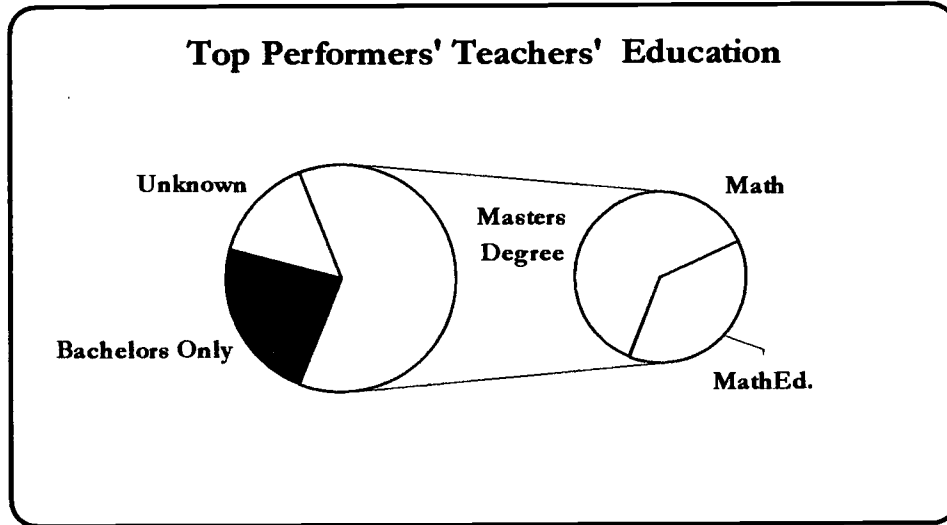 Top Performers' Teachers' Education
Unknown
Math
Masters
Degree
Bachelors Only
MathEd.